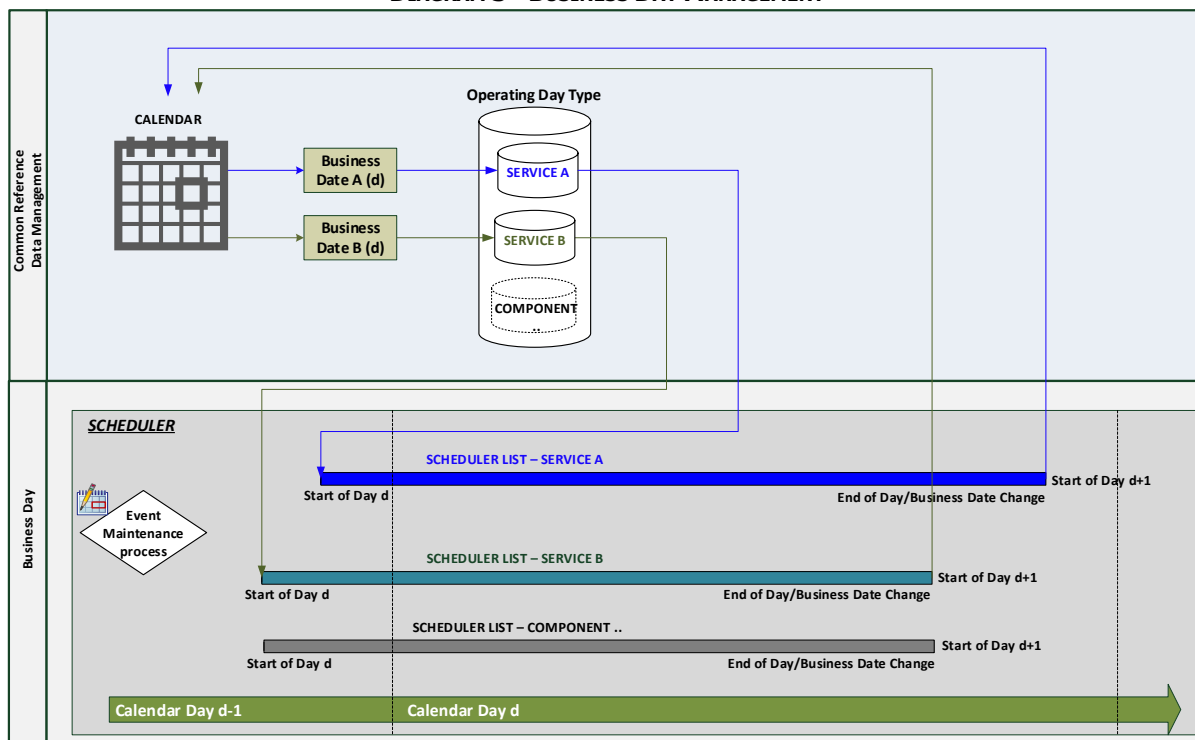 Common Reference
Data Management
CALENDAR
Business
Date A (d)
Business
Date B (d)
Operating Day Type
SERVICE A
SERVICE B
COMPONENT
..
Business Day
SCHEDULER
Event
Maintenance
process
SCHEDULER LIST – SERVICE A
Start of Day d
End of Day/Business Date Change
Start of Day d+1
SCHEDULER LIST – SERVICE B
Start of Day d
End of Day/Business Date Change
Start of Day d+1
SCHEDULER LIST – COMPONENT ..
Start of Day d
End of Day/Business Date Change
Start of Day d+1
Calendar Day d-1
Calendar Day d